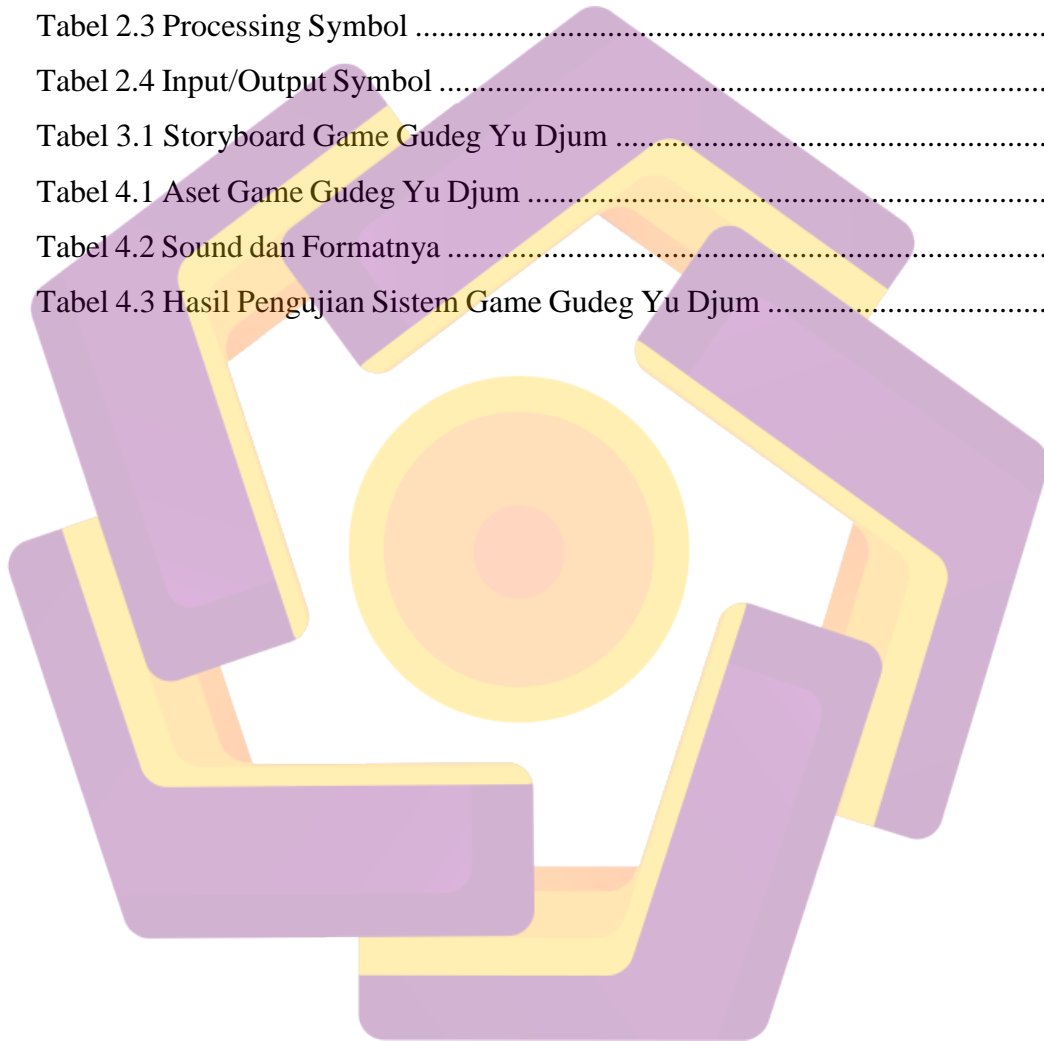 Tabel 2.3 Processing Symbol ........................................................................................
Tabel 2.4 Input/Output Symbol ....................................................................................
Tabel 3.1 Storyboard Game Gudeg Yu Djum ..........................................................
Tabel 4.1 Aset Game Gudeg Yu Djum ......................................................................
Tabel 4.2 Sound dan Formatnya ..................................................................................
Tabel 4.3 Hasil Pengujian Sistem Game Gudeg Yu Djum .....................................